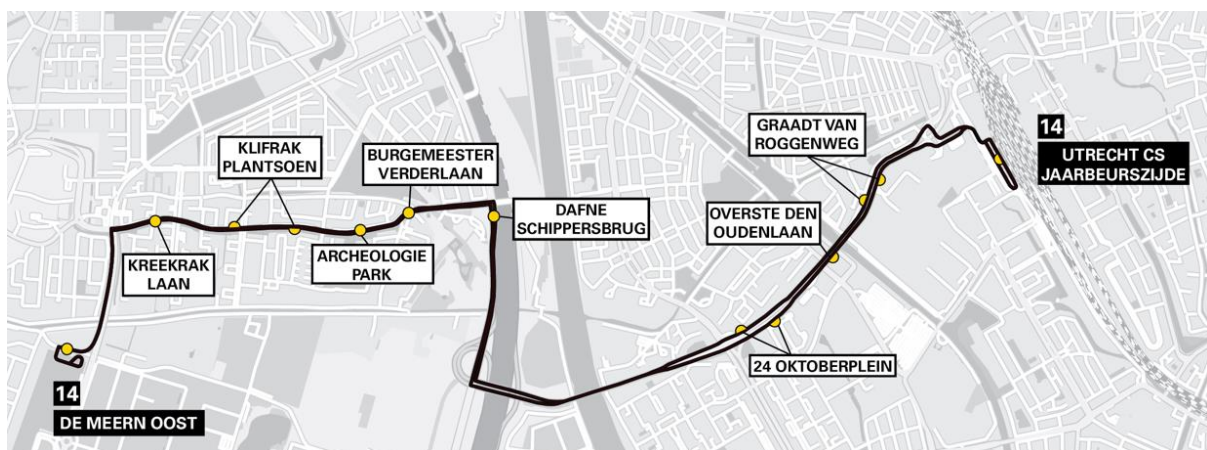 KLIFRAK
PLANTSOEN
BURGEMEESTER
VERDERLAAN
GRAADT VAN
ROGGENWEG
14
UTRECHT CS
JAARBEURSZIJDE
DAFNE
SCHIPPERSBRUG
OVERSTE DEN
OUDENLAAN
KREEKRAK
LAAN
ARCHEOLOGIE
PARK
24 OKTOBERPLEIN
14
DE MEERN OOST